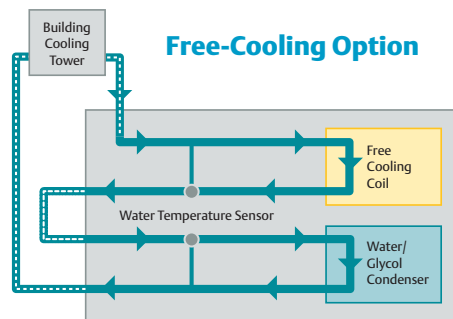 Building
Cooling
Tower
Free-Cooling Option
Free
Cooling
Coil
Water Temperature Sensor
Water/
Glycol
Condenser